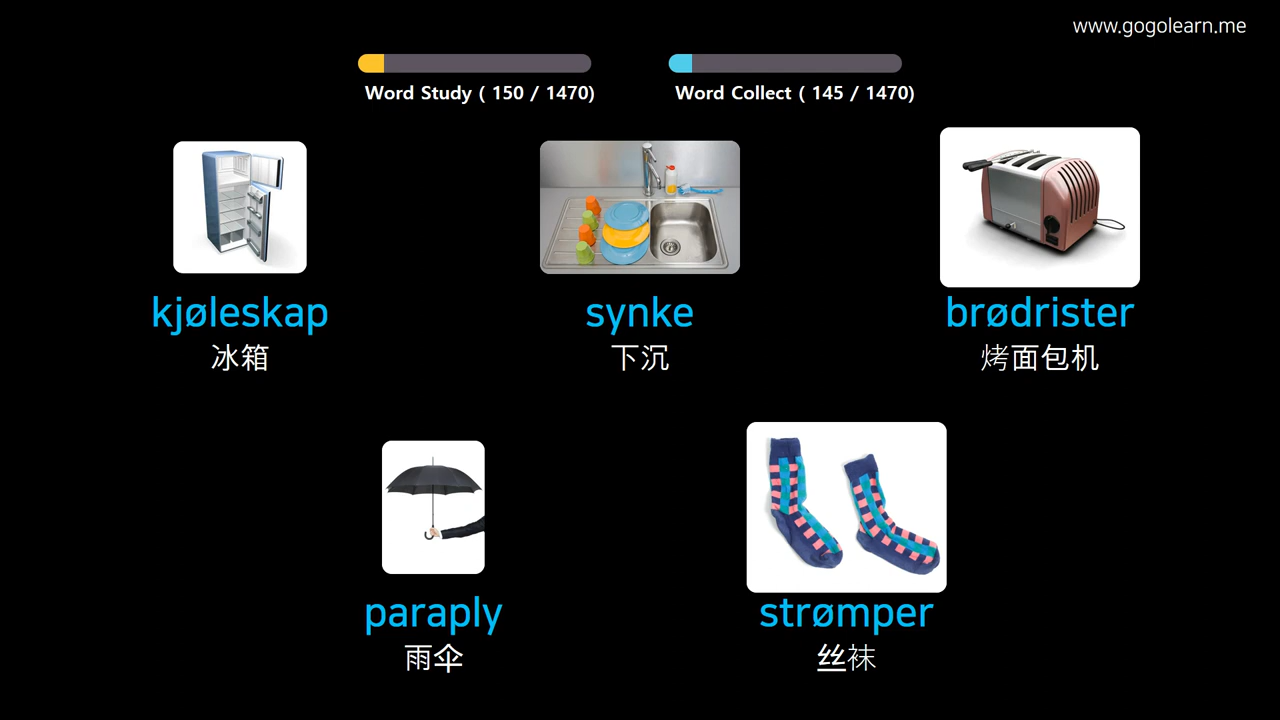 www.gogolearn.me
Word Study ( 150 / 1470)
Word Collect ( 145 / 1470)
kjøleskap
冰箱
synke
下沉
brødrister
烤面包机
paraply
雨伞
strømper
丝袜